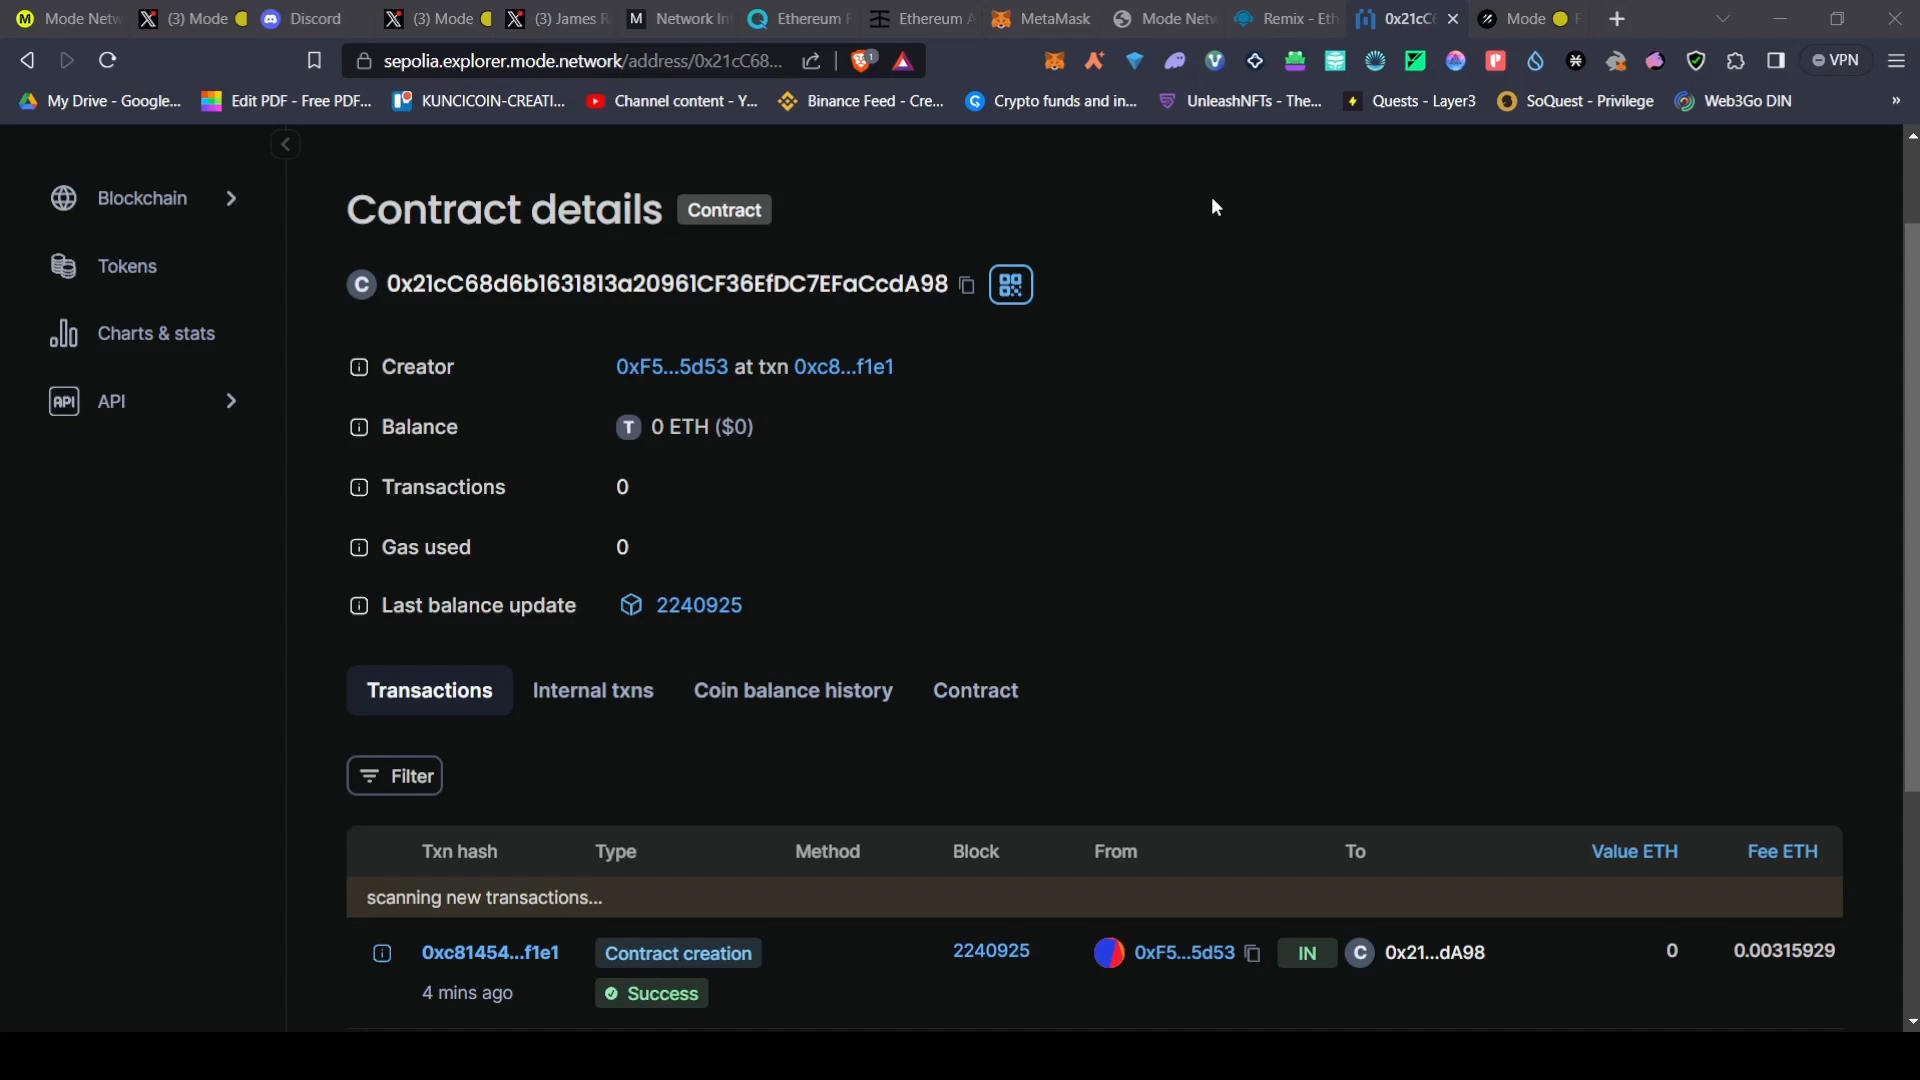 Mode Netw
(3) Mode
Discord
(3) Mode
(3) James R
Network In
Ethereum F
Ethereum A
MetaMask
Mode Netw
Remix - Eth
0x21cC6
Mode
sepolia.explorer.mode.network/address/0x21cC68...
1
VPN
My Drive - Google...
Edit PDF - Free PDF...
KUNCICOIN-CREATI...
Channel content - Y...
Binance Feed - Cre...
Crypto funds and in...
UnleashNFTs - The...
Quests - Layer3
SoQuest - Privilege
Web3Go DIN
»
Blockchain
Tokens
Charts & stats
API API
Contract details Contract
C 0x21cC68d6b1631813a20961CF36EfDC7EFaCcdA98
Creator 0xF5...5d53 at txn 0xc8...f1e1
Balance T 0 ETH ($0)
Transactions 0
Gas used 0
Last balance update 2240925
Transactions Internal txns Coin balance history Contract
Filter
Txn hash Type Method Block From To Value ETH Fee ETH
scanning new transactions...
0xc81454...f1e1 Contract creation 2240925 0xF5...5d53 IN C 0x21...dA98 0 0.00315929
4 mins ago Success